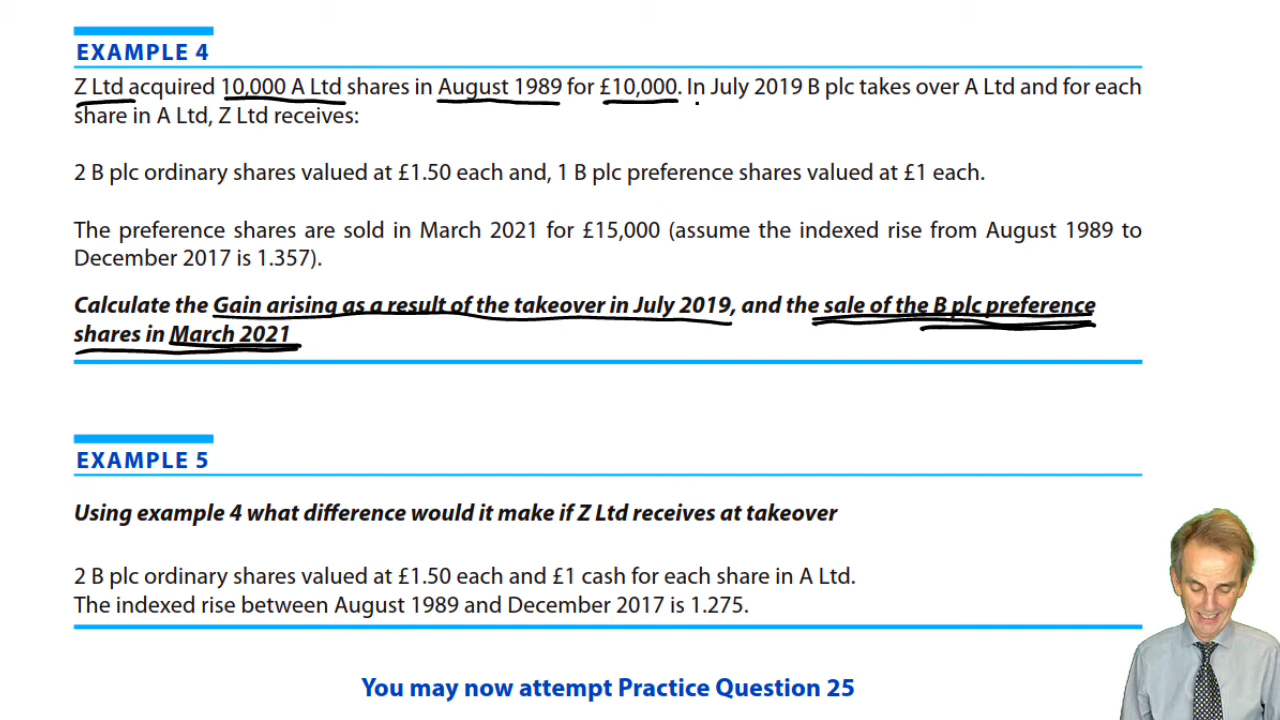 EXAMPLE 4
Z Ltd acquired 10,000 A Ltd shares in August 1989 for £10,000. In July 2019 B plc takes over A Ltd and for each
share in A Ltd, Z Ltd receives:
2 B plc ordinary shares valued at £1.50 each and, 1 B plc preference shares valued at £1 each.
The preference shares are sold in March 2021 for £15,000 (assume the indexed rise from August 1989 to
December 2017 is 1.357).
Calculate the Gain arising as a result of the takeover in July 2019, and the sale of the B plc preference
shares in March 2021
EXAMPLE 5
Using example 4 what difference would it make if Z Ltd receives at takeover
2 B plc ordinary shares valued at £1.50 each and £1 cash for each share in A Ltd.
The indexed rise between August 1989 and December 2017 is 1.275.
You may now attempt Practice Question 25